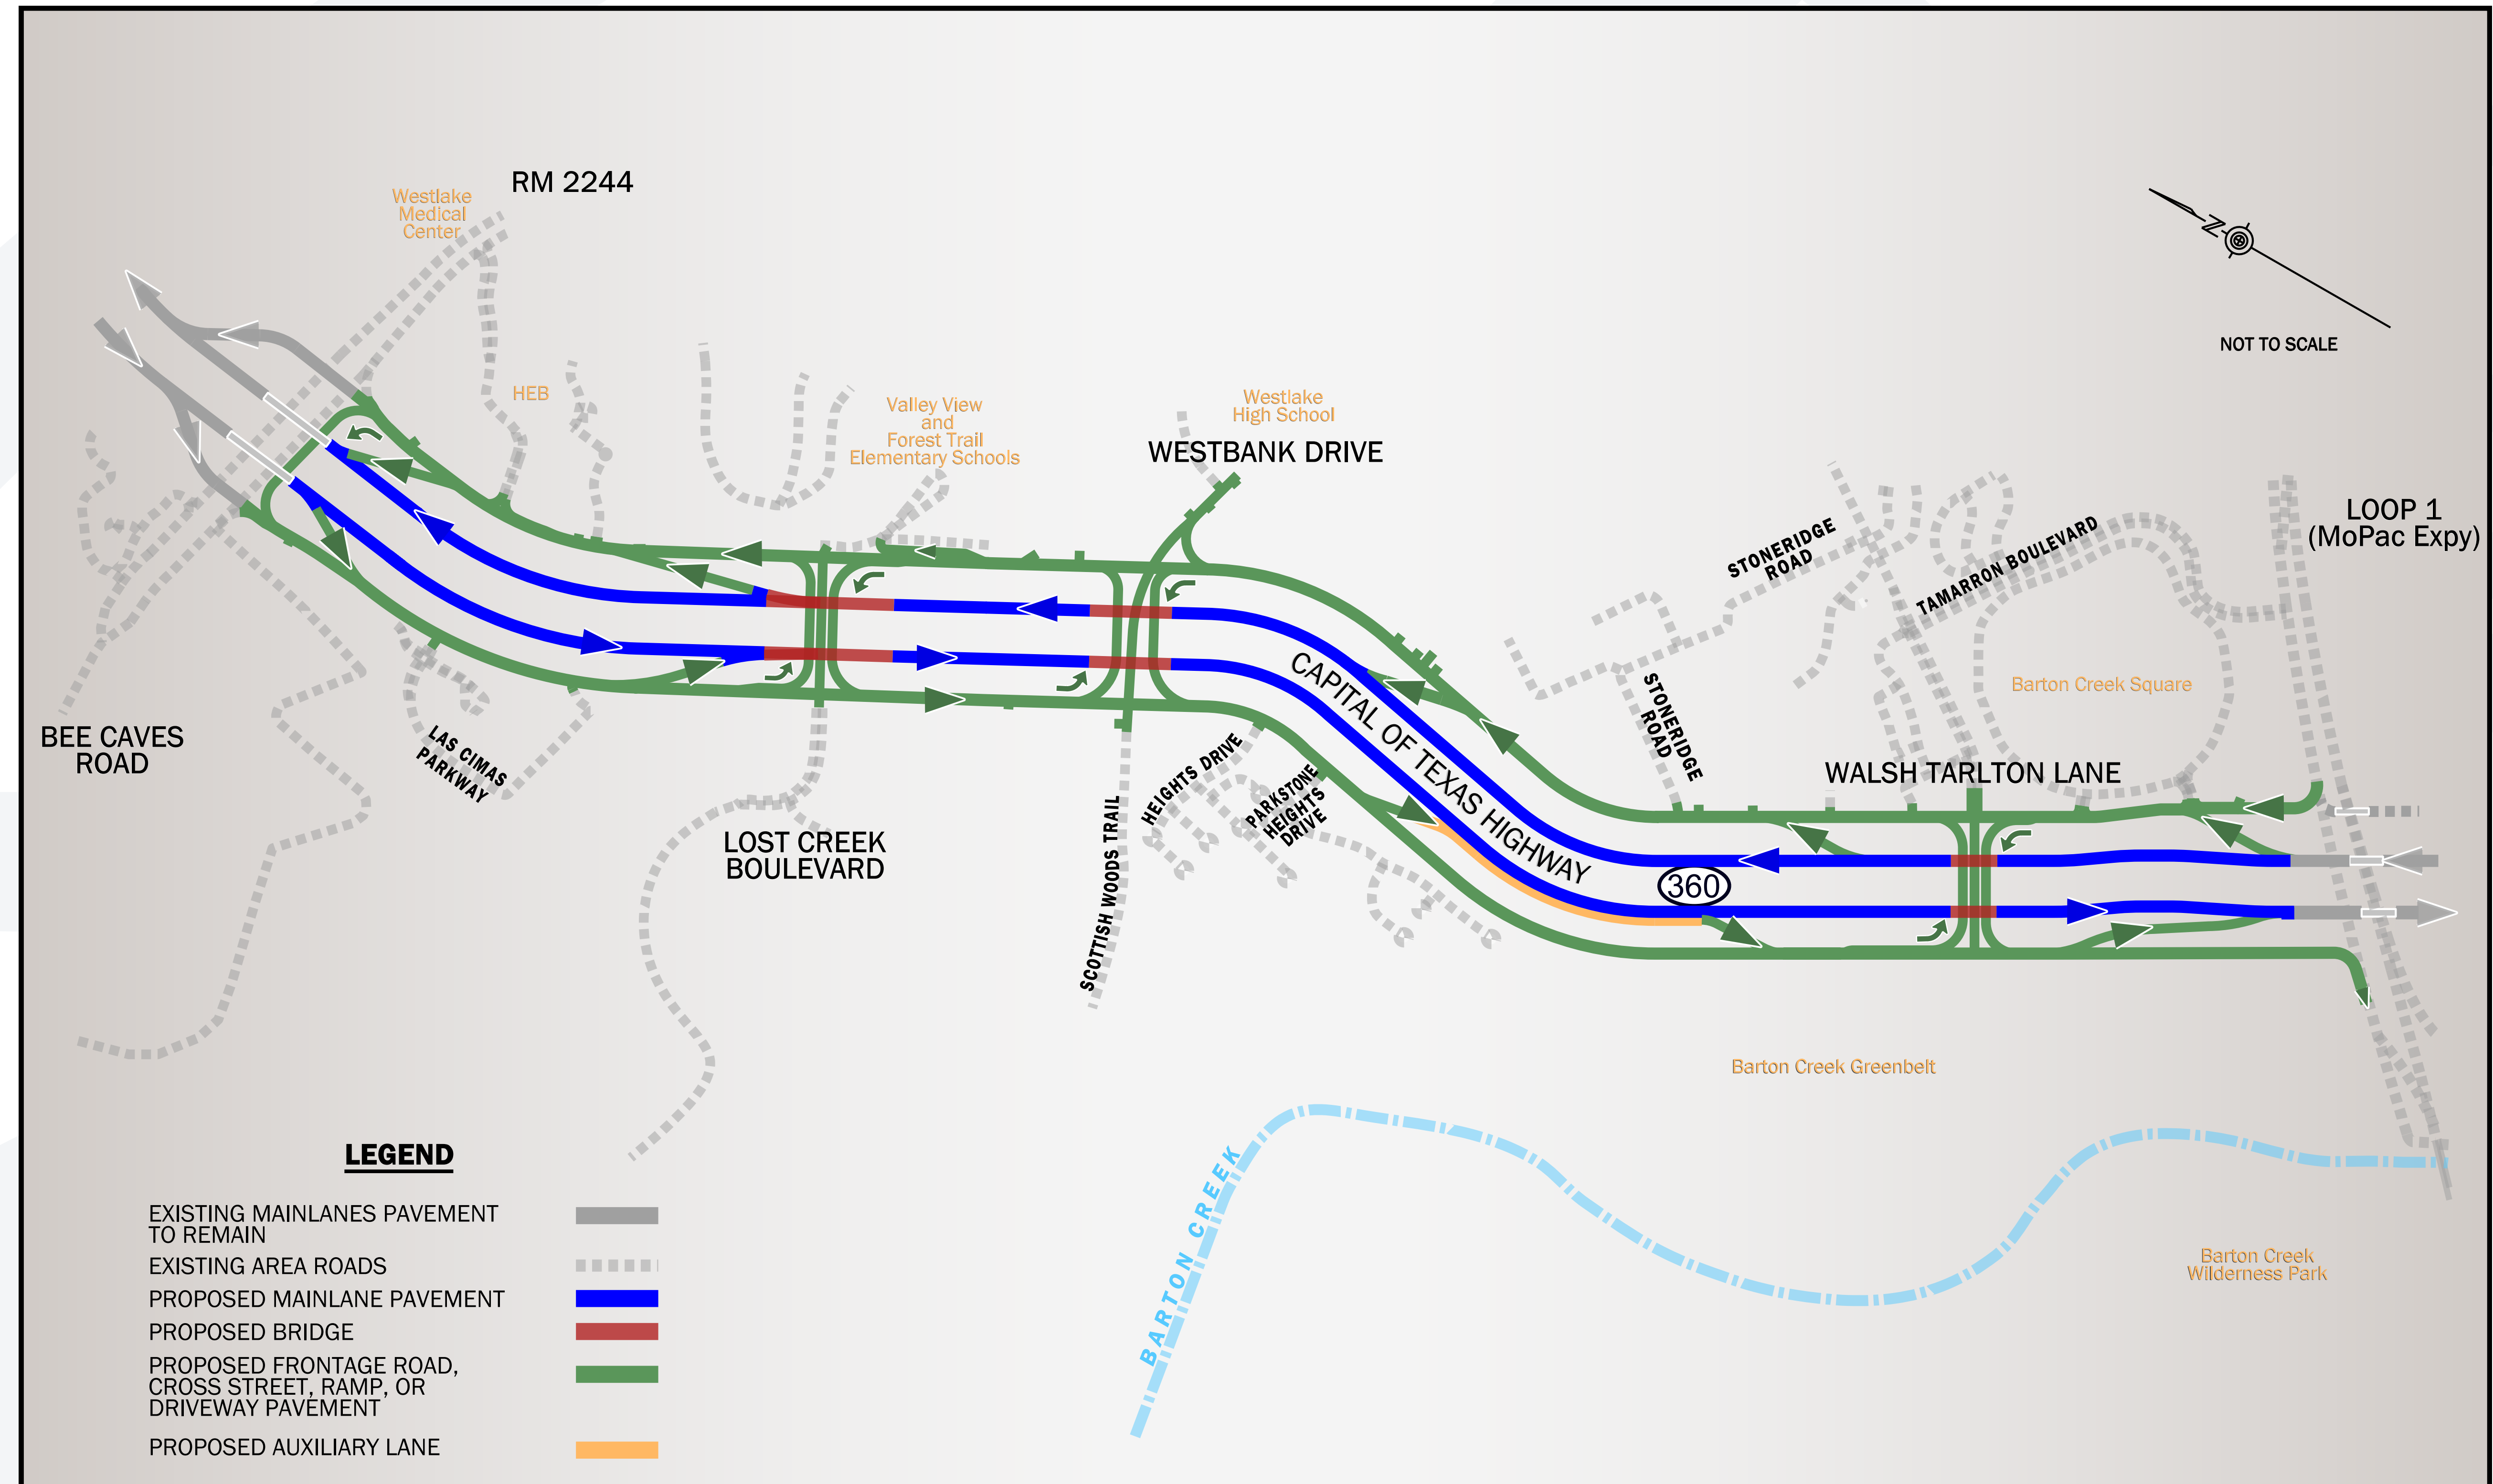 RM 2244
Westlake
Medical
Center
N
NOT TO SCALE
HEB
Valley View
and
Forest Trail
Elementary Schools
Westlake
High School
WESTBANK DRIVE
LOOP 1
(MoPac Expy)
STONERIDGE
ROAD
TAMARRON BOULEVARD
Barton Creek Square
STONERIDGE
ROAD
CAPITAL OF TEXAS HIGHWAY
360
WALSH TARLTON LANE
BEE CAVES
ROAD
LAS CIMAS
PARKWAY
LOST CREEK
BOULEVARD
SCOTTISH WOODS TRAIL
HEIGHTS DRIVE
PARKSTONE
HEIGHTS
DRIVE
Barton Creek Greenbelt
BARTON CREEK
Barton Creek
Wilderness Park
LEGEND
EXISTING MAINLANES PAVEMENT
TO REMAIN
EXISTING AREA ROADS
PROPOSED MAINLANE PAVEMENT
PROPOSED BRIDGE
PROPOSED FRONTAGE ROAD,
CROSS STREET, RAMP, OR
DRIVEWAY PAVEMENT
PROPOSED AUXILIARY LANE